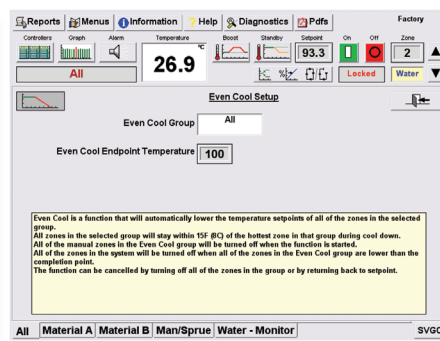 Reports Menus Information Help Diagnostics Pdfs Factory
Controllers Graph Alarm Temperature Boost Standby Setpoint On Off Zone
26.9 °C 93.3 2
All Locked Water
Even Cool Setup
Even Cool Group All
Even Cool Endpoint Temperature 100
Even Cool is a function that will automatically lower the temperature setpoints of all of the zones in the selected
group.
All zones in the selected group will stay within 15F (8C) of the hottest zone in that group during cool down.
All of the manual zones in the Even Cool group will be turned off when the function is started.
All of the zones in the system will be turned off when all of the zones in the Even Cool group are lower than the
completion point.
The function can be cancelled by turning off all of the zones in the group or by returning back to setpoint.
All Material A Material B Man/Sprue Water - Monitor